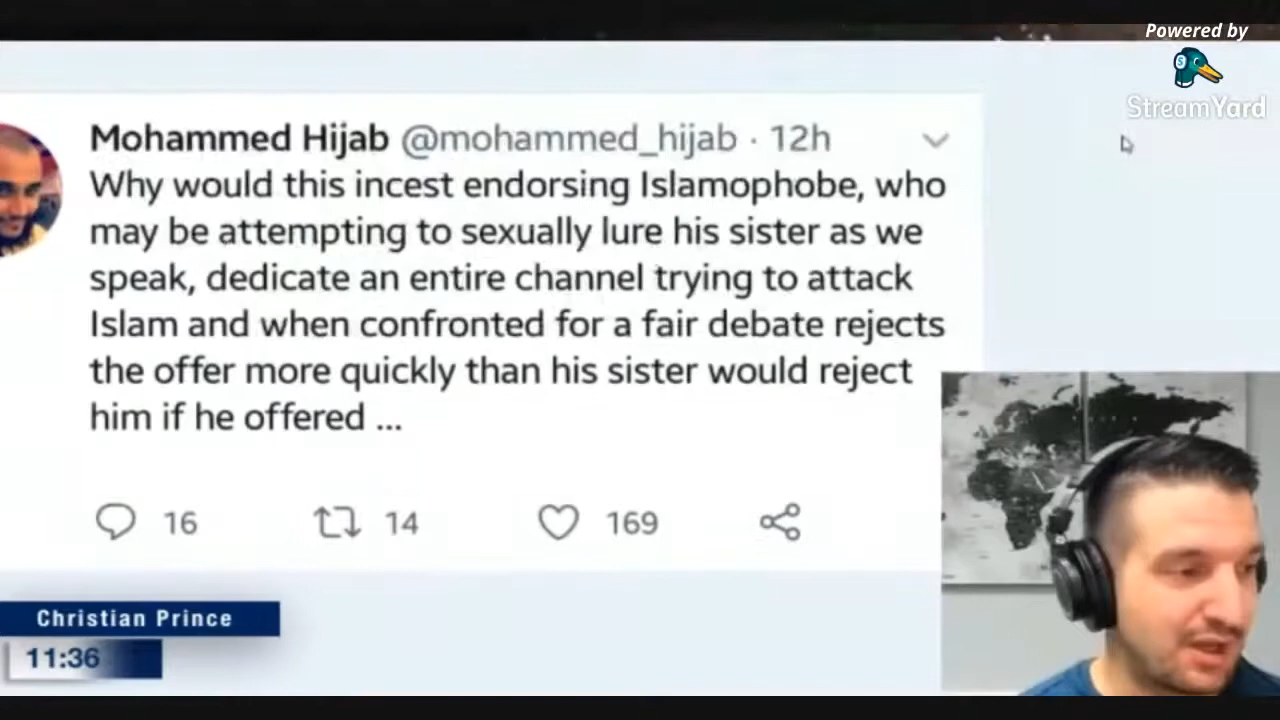 Powered by
StreamYard
Mohammed Hijab @mohammed_hijab · 12h
Why would this incest endorsing Islamophobe, who
may be attempting to sexually lure his sister as we
speak, dedicate an entire channel trying to attack
Islam and when confronted for a fair debate rejects
the offer more quickly than his sister would reject
him if he offered ...
16 14 169
Christian Prince
11:36